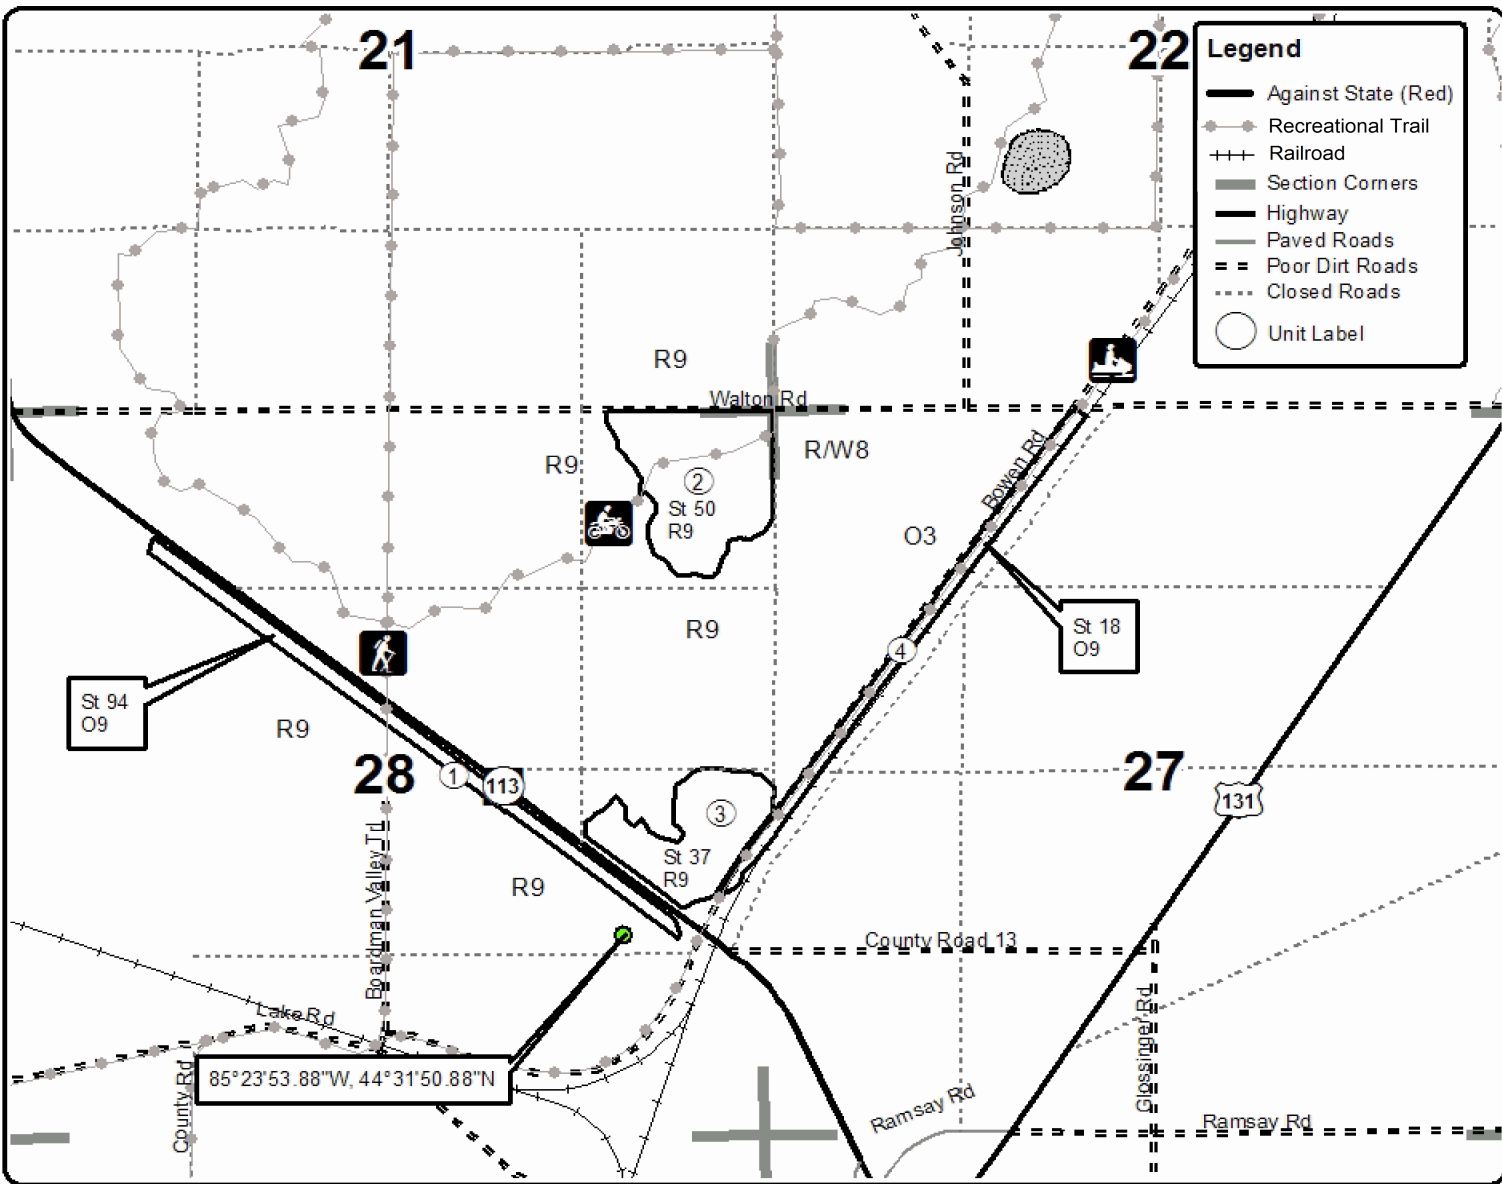 21
22
Legend
Against State (Red)
Recreational Trail
Railroad
Section Corners
Highway
Paved Roads
Poor Dirt Roads
Closed Roads
Unit Label
Johnson Rd
R9
Walton Rd
R9
R/W8
2
St 50
R9
Bowen Rd
O3
St 18
O9
R9
4
St 94
O9
R9
28
1
113
27
131
3
St 37
R9
R9
Boardman Valley Td
County Road 13
Lake Rd
Glossinger Rd
85°23'53.88"W, 44°31'50.88"N
County Rd
Ramsay Rd
Ramsay Rd